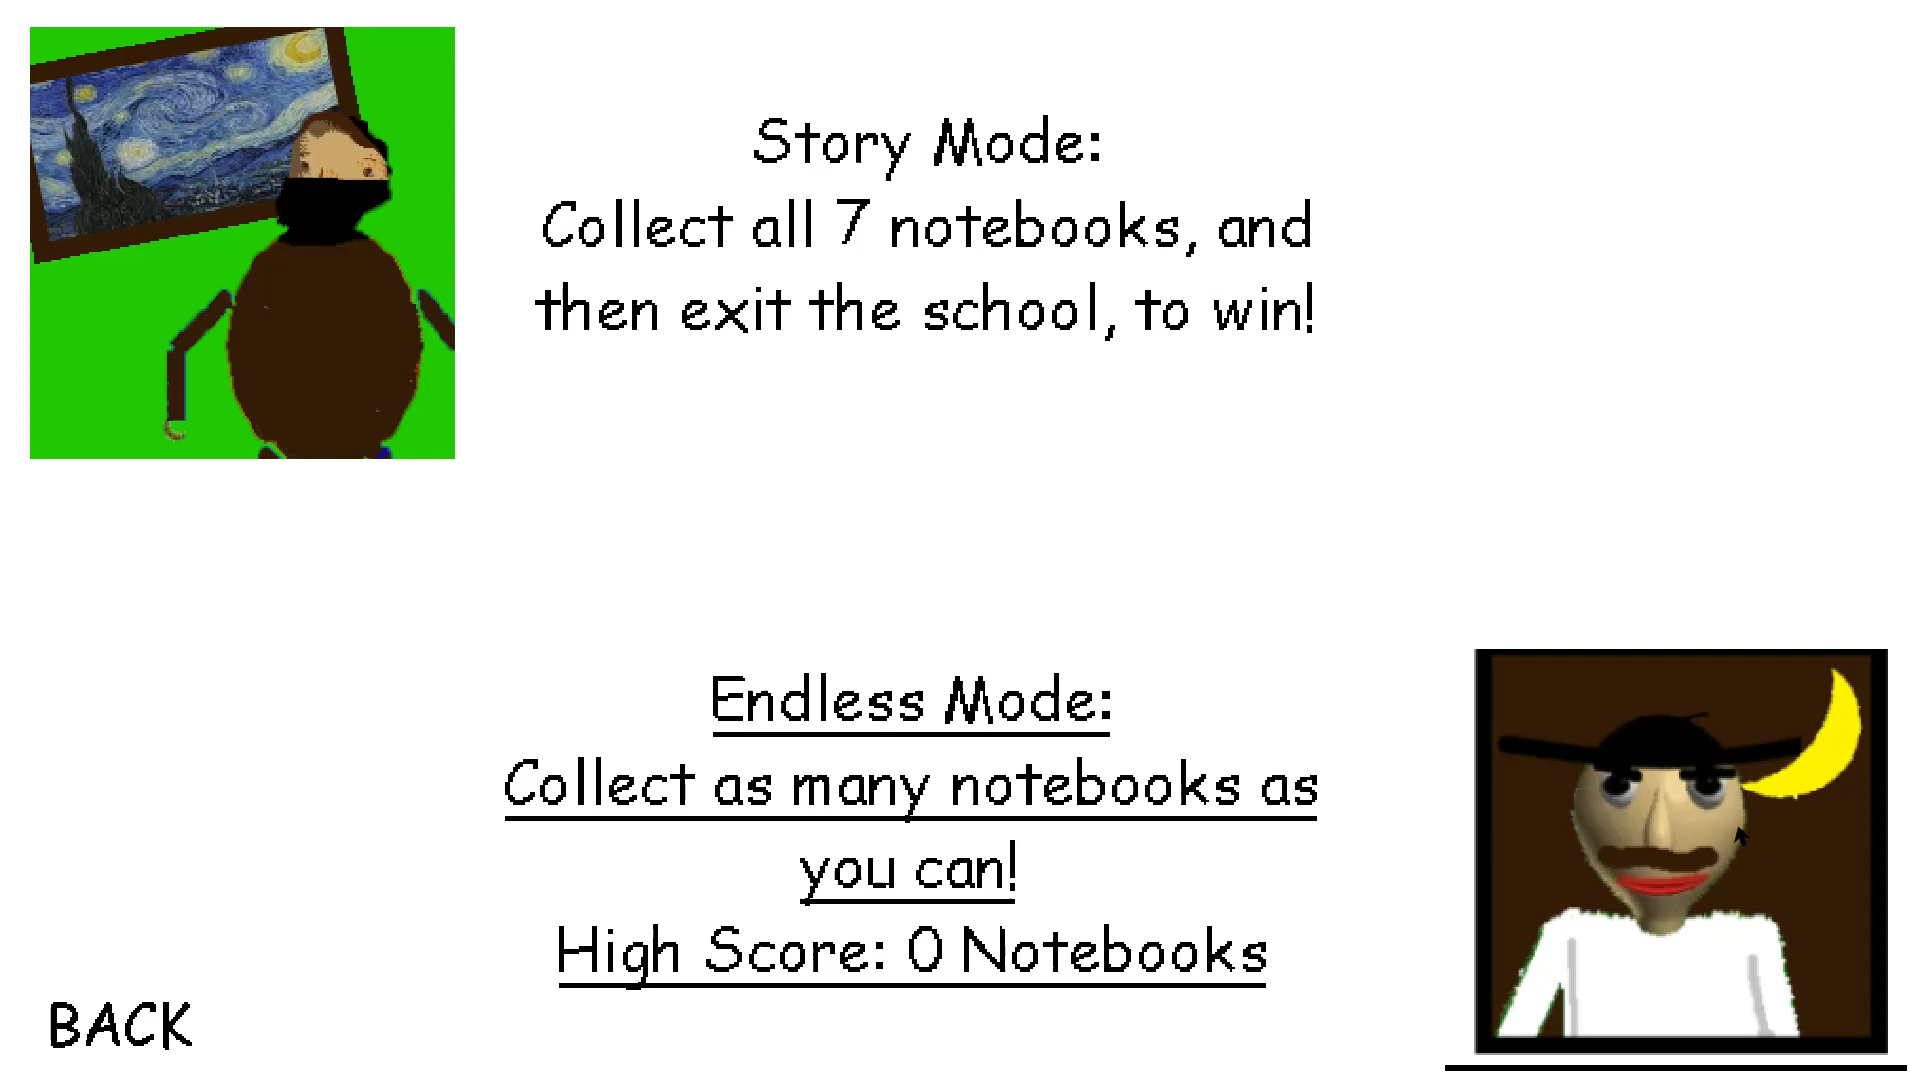 Story Mode:
Collect all 7 notebooks, and
then exit the school, to win!
Endless Mode:
Collect as many notebooks as
you can!
High Score: 0 Notebooks
BACK